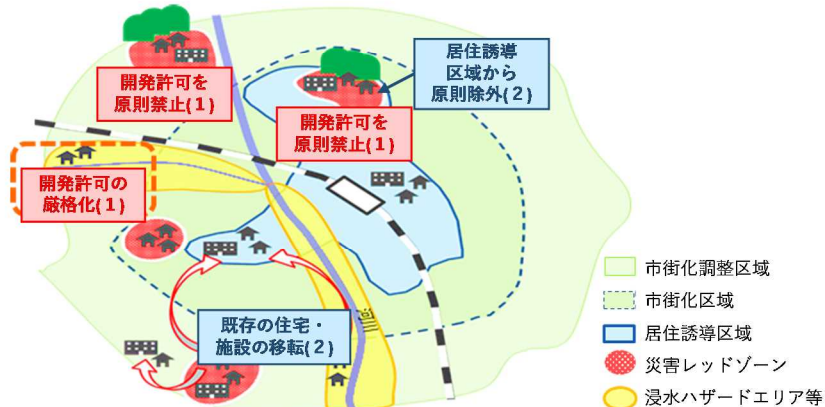 開発許可を
原則禁止(1)
居住誘導
区域から
原則除外(2)
開発許可を
原則禁止(1)
開発許可の
厳格化(1)
既存の住宅・
施設の移転(2)
河川
市街化調整区域
市街化区域
居住誘導区域
災害レッドゾーン
浸水ハザードエリア等